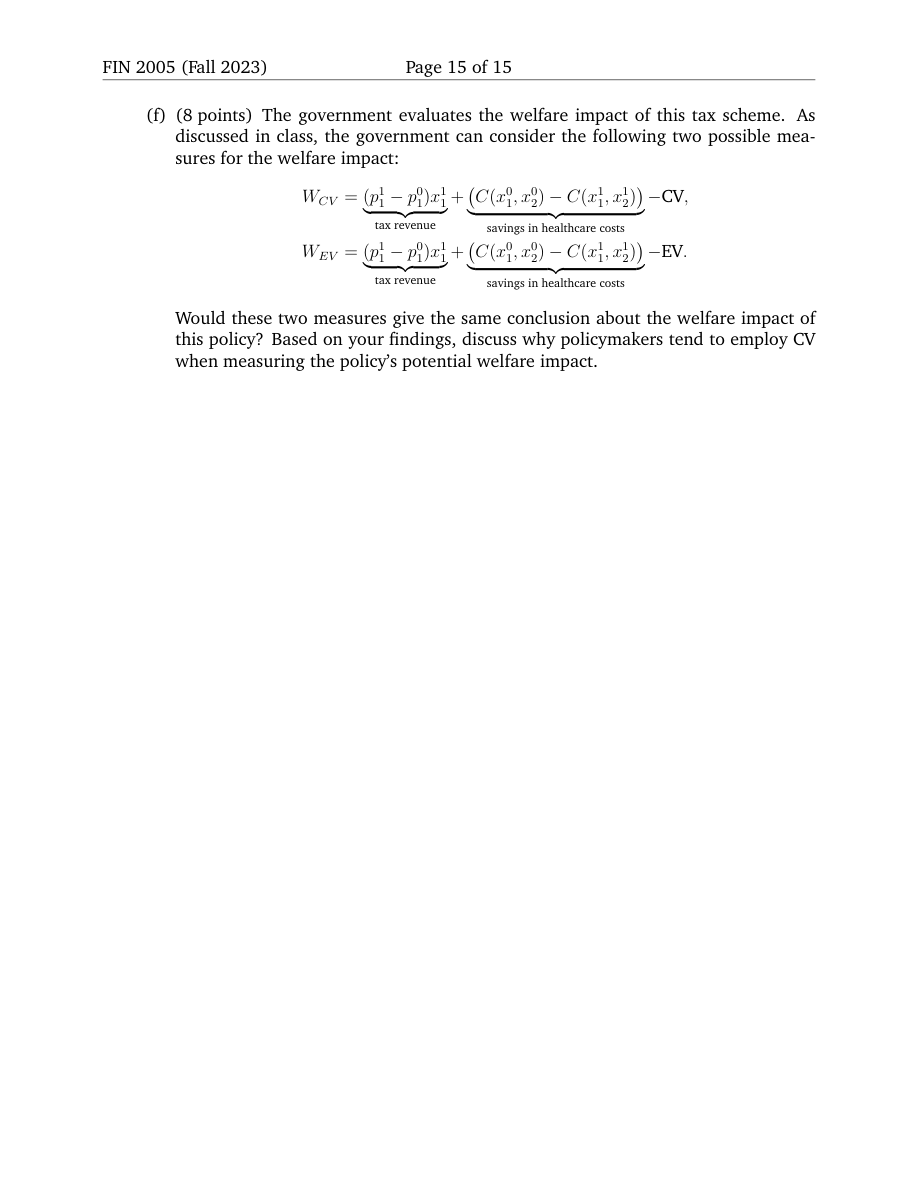 FIN 2005 (Fall 2023) Page 15 of 15
(f) (8 points) The government evaluates the welfare impact of this tax scheme. As
discussed in class, the government can consider the following two possible mea-
sures for the welfare impact:
W_{CV} = (p_1^1 − p_1^0)x_1^1 + (C(x_1^0, x_2^0) − C(x_1^1, x_2^1)) −CV,
tax revenue savings in healthcare costs
W_{EV} = (p_1^1 − p_1^0)x_1^1 + (C(x_1^0, x_2^0) − C(x_1^1, x_2^1)) −EV.
tax revenue savings in healthcare costs
Would these two measures give the same conclusion about the welfare impact of
this policy? Based on your findings, discuss why policymakers tend to employ CV
when measuring the policy's potential welfare impact.